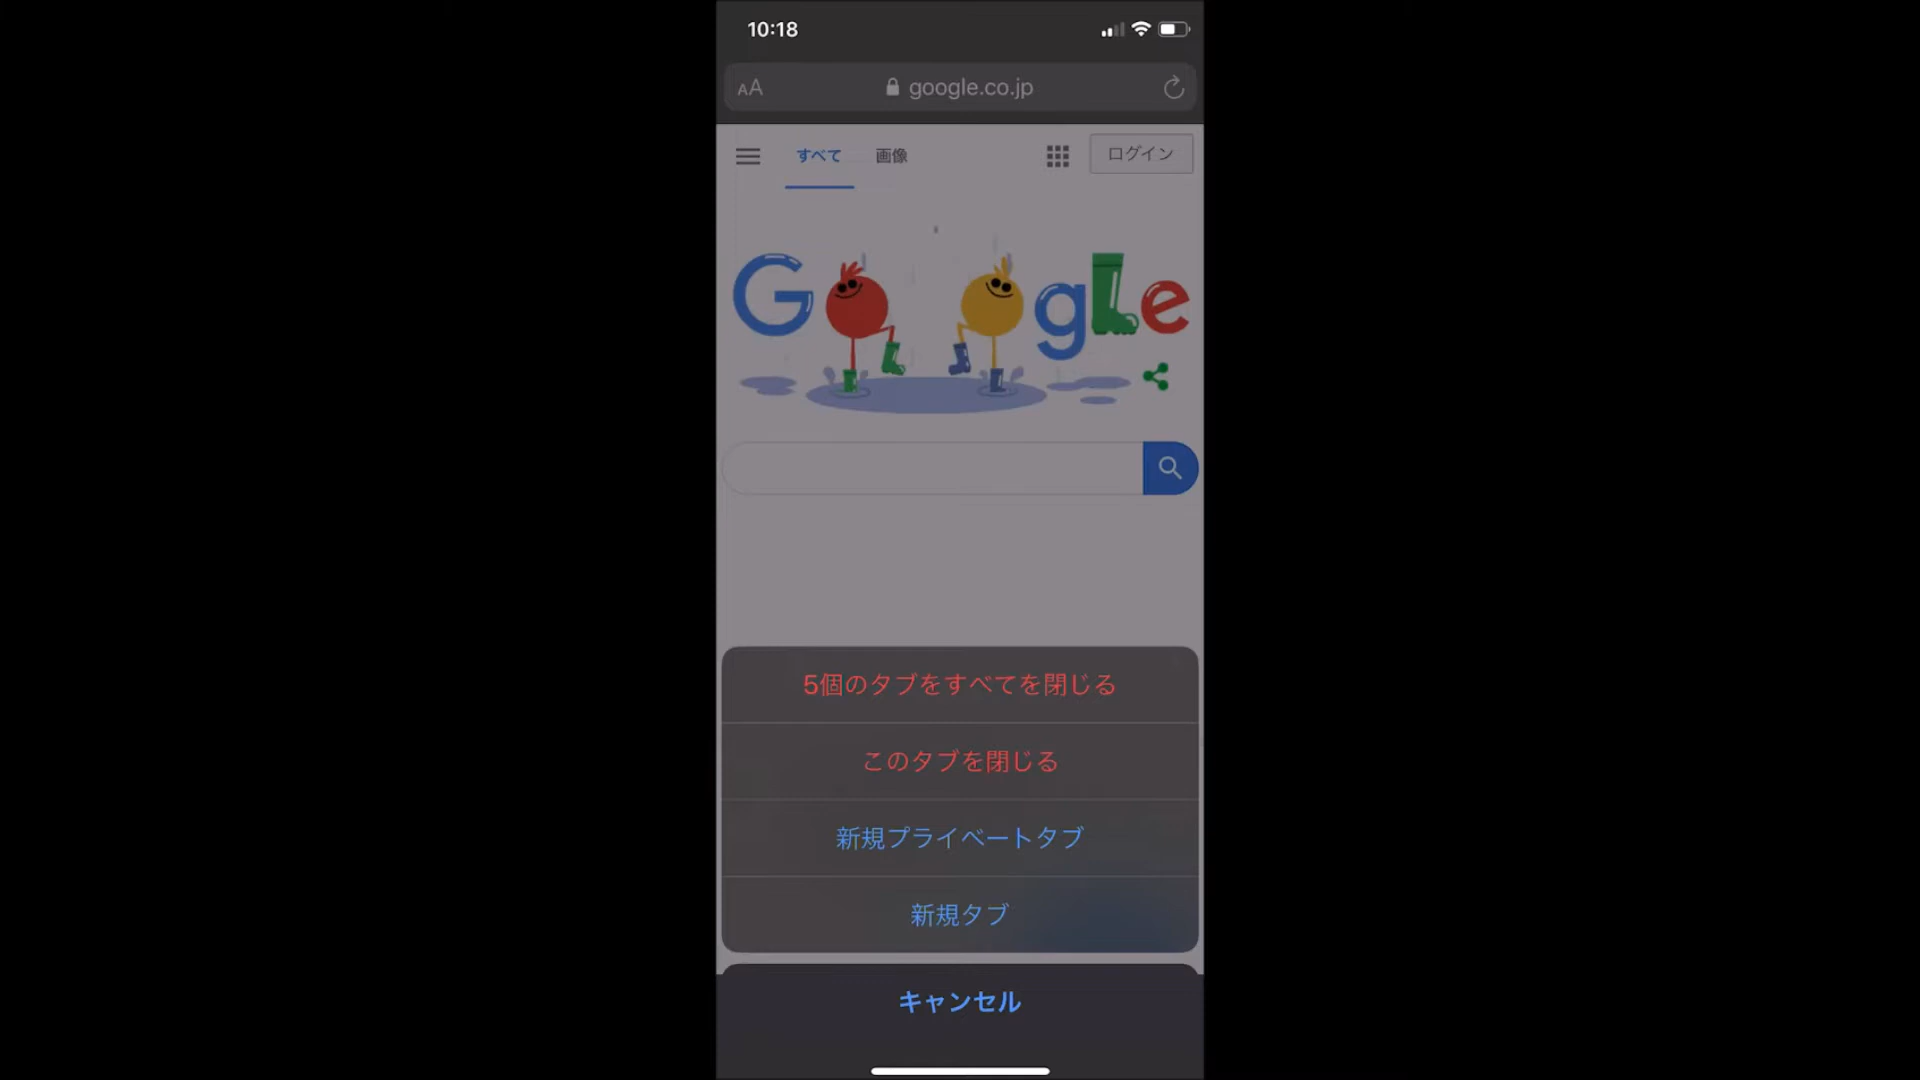 10:18
AA google.co.jp
すべて 画像 ログイン
Google
5個のタブをすべてを閉じる
このタブを閉じる
新規プライベートタブ
新規タブ
キャンセル